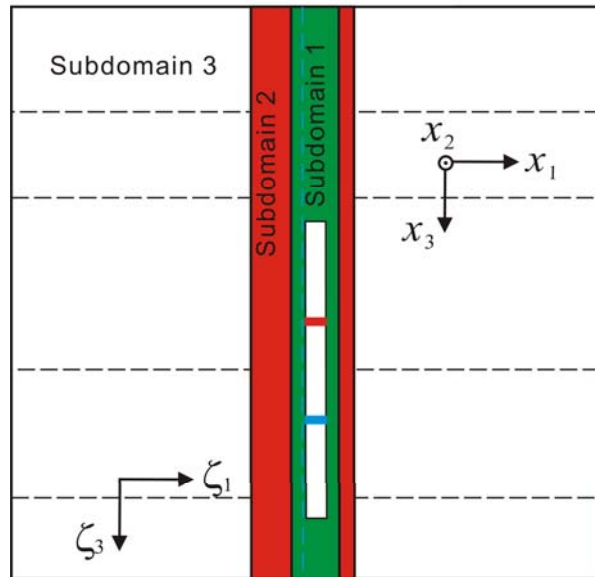 Subdomain 3
Subdomain 2
Subdomain 1
x₂
x₁
x₃
ζ₁
ζ₃